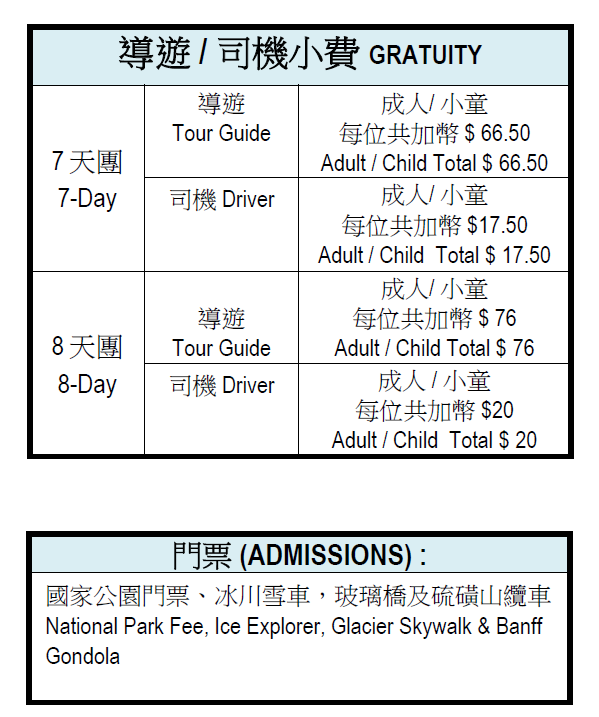 導遊 / 司機小費 GRATUITY
7 天團
7-Day
導遊
Tour Guide
成人/ 小童
每位共加幣 $ 66.50
Adult / Child Total $ 66.50
司機 Driver
成人/ 小童
每位共加幣 $17.50
Adult / Child Total $ 17.50
8 天團
8-Day
導遊
Tour Guide
成人/ 小童
每位共加幣 $ 76
Adult / Child Total $ 76
司機 Driver
成人 / 小童
每位共加幣 $20
Adult / Child Total $ 20
門票 (ADMISSIONS) :
國家公園門票、冰川雪車，玻璃橋及硫磺山纜車
National Park Fee, Ice Explorer, Glacier Skywalk & Banff
Gondola